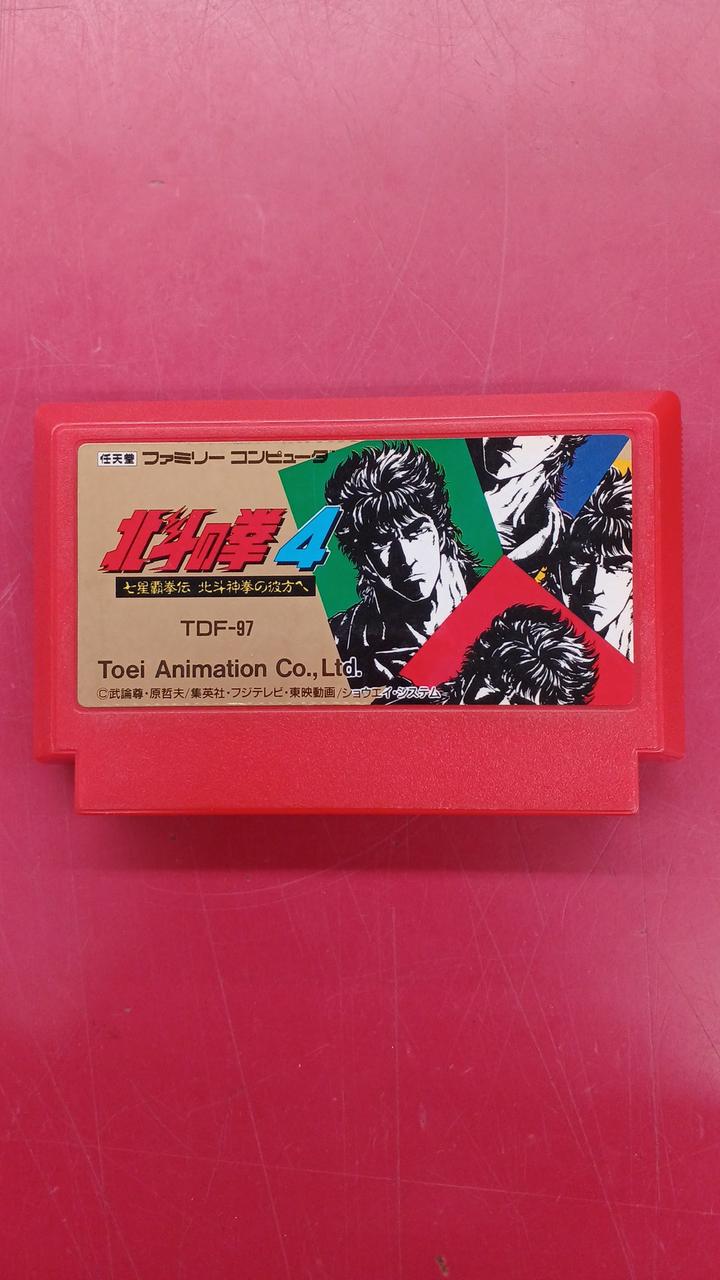 任天堂 ファミリー コンピュータ
北斗の拳4
七星覇拳伝 北斗神拳の彼方へ
TDF-97
Toei Animation Co., Ltd.
©武論尊・原哲夫/集英社・フジテレビ・東映動画/ショウエイ・システム